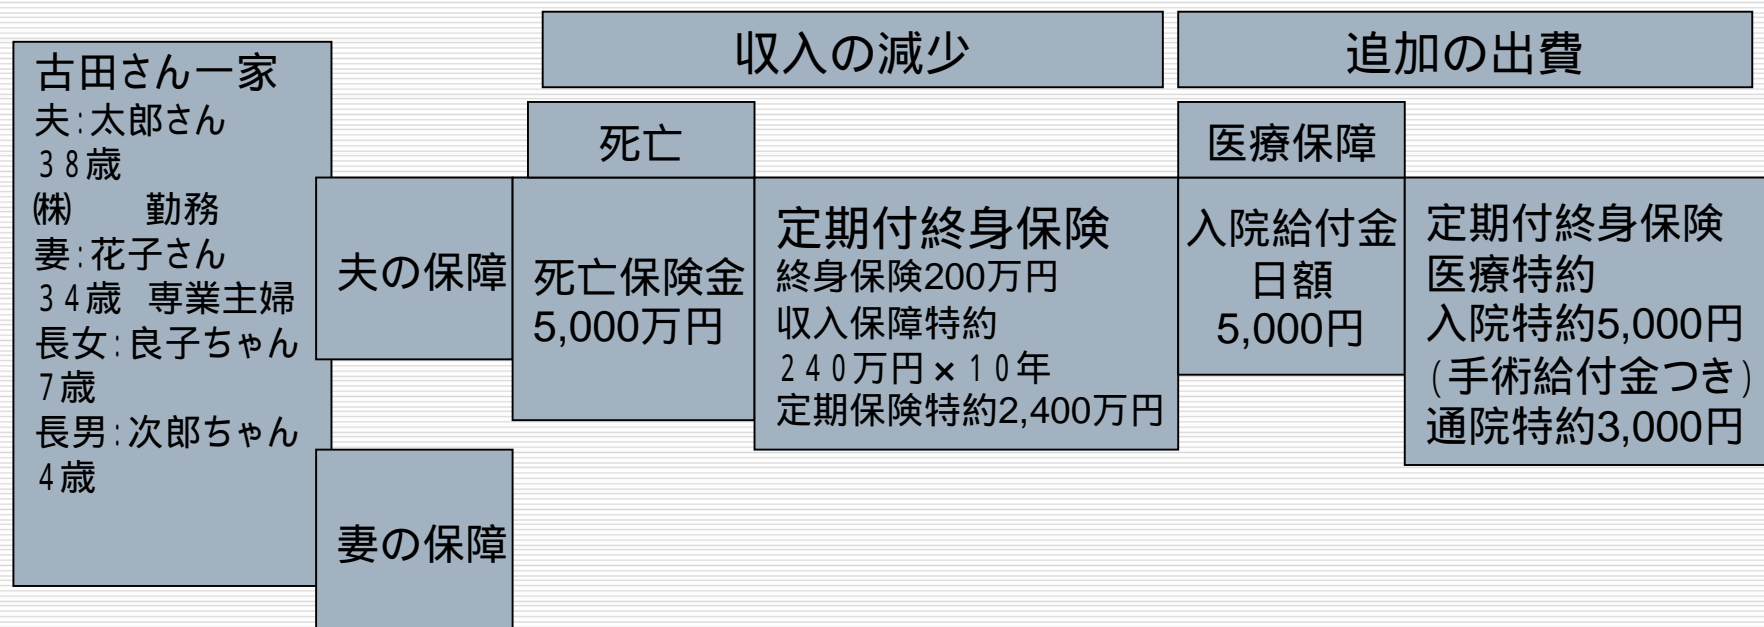 古田さん一家
夫:太郎さん
38歳
㈱　　勤務
妻:花子さん
34歳 専業主婦
長女:良子ちゃん
7歳
長男:次郎ちゃん
4歳
収入の減少
追加の出費
死亡
医療保障
夫の保障
死亡保険金
5,000万円
定期付終身保険
終身保険200万円
収入保障特約
240万円×10年
定期保険特約2,400万円
入院給付金
日額
5,000円
定期付終身保険
医療特約
入院特約5,000円
(手術給付金つき)
通院特約3,000円
妻の保障